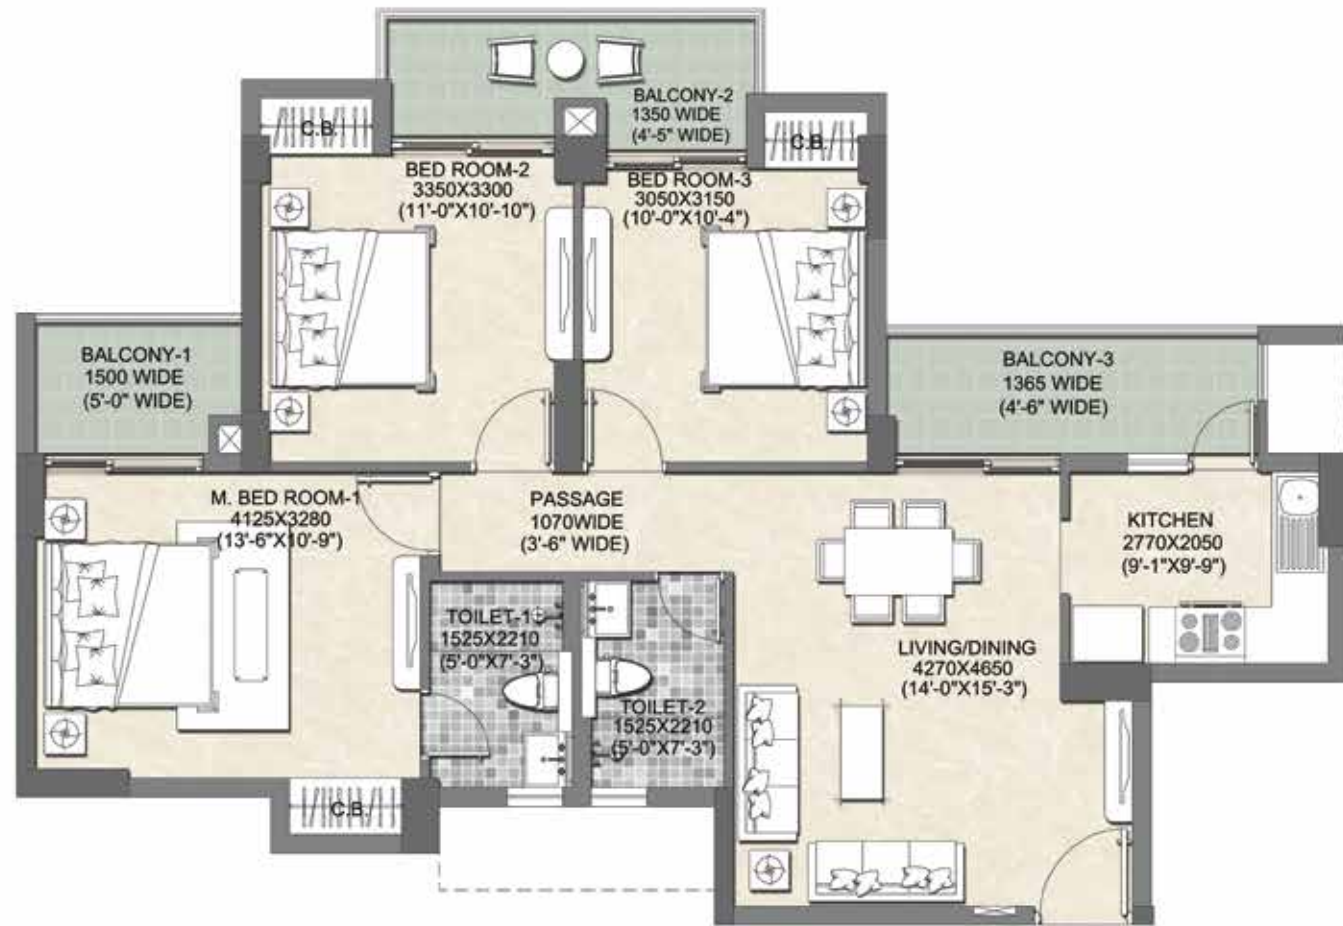 BALCONY-2
1350 WIDE
(4'-5" WIDE)
C.B.
C.B.
BED ROOM-2
3350X3300
(11'-0"X10'-10")
BED ROOM-3
3050X3150
(10'-0"X10'-4")
BALCONY-1
1500 WIDE
(5'-0" WIDE)
BALCONY-3
1365 WIDE
(4'-6" WIDE)
M. BED ROOM-1
4125X3280
(13'-6"X10'-9")
PASSAGE
1070WIDE
(3'-6" WIDE)
KITCHEN
2770X2050
(9'-1"X9'-9")
TOILET-1
1525X2210
(5'-0"X7'-3")
LIVING/DINING
4270X4650
(14'-0"X15'-3")
TOILET-2
1525X2210
(5'-0"X7'-3")
C.B.